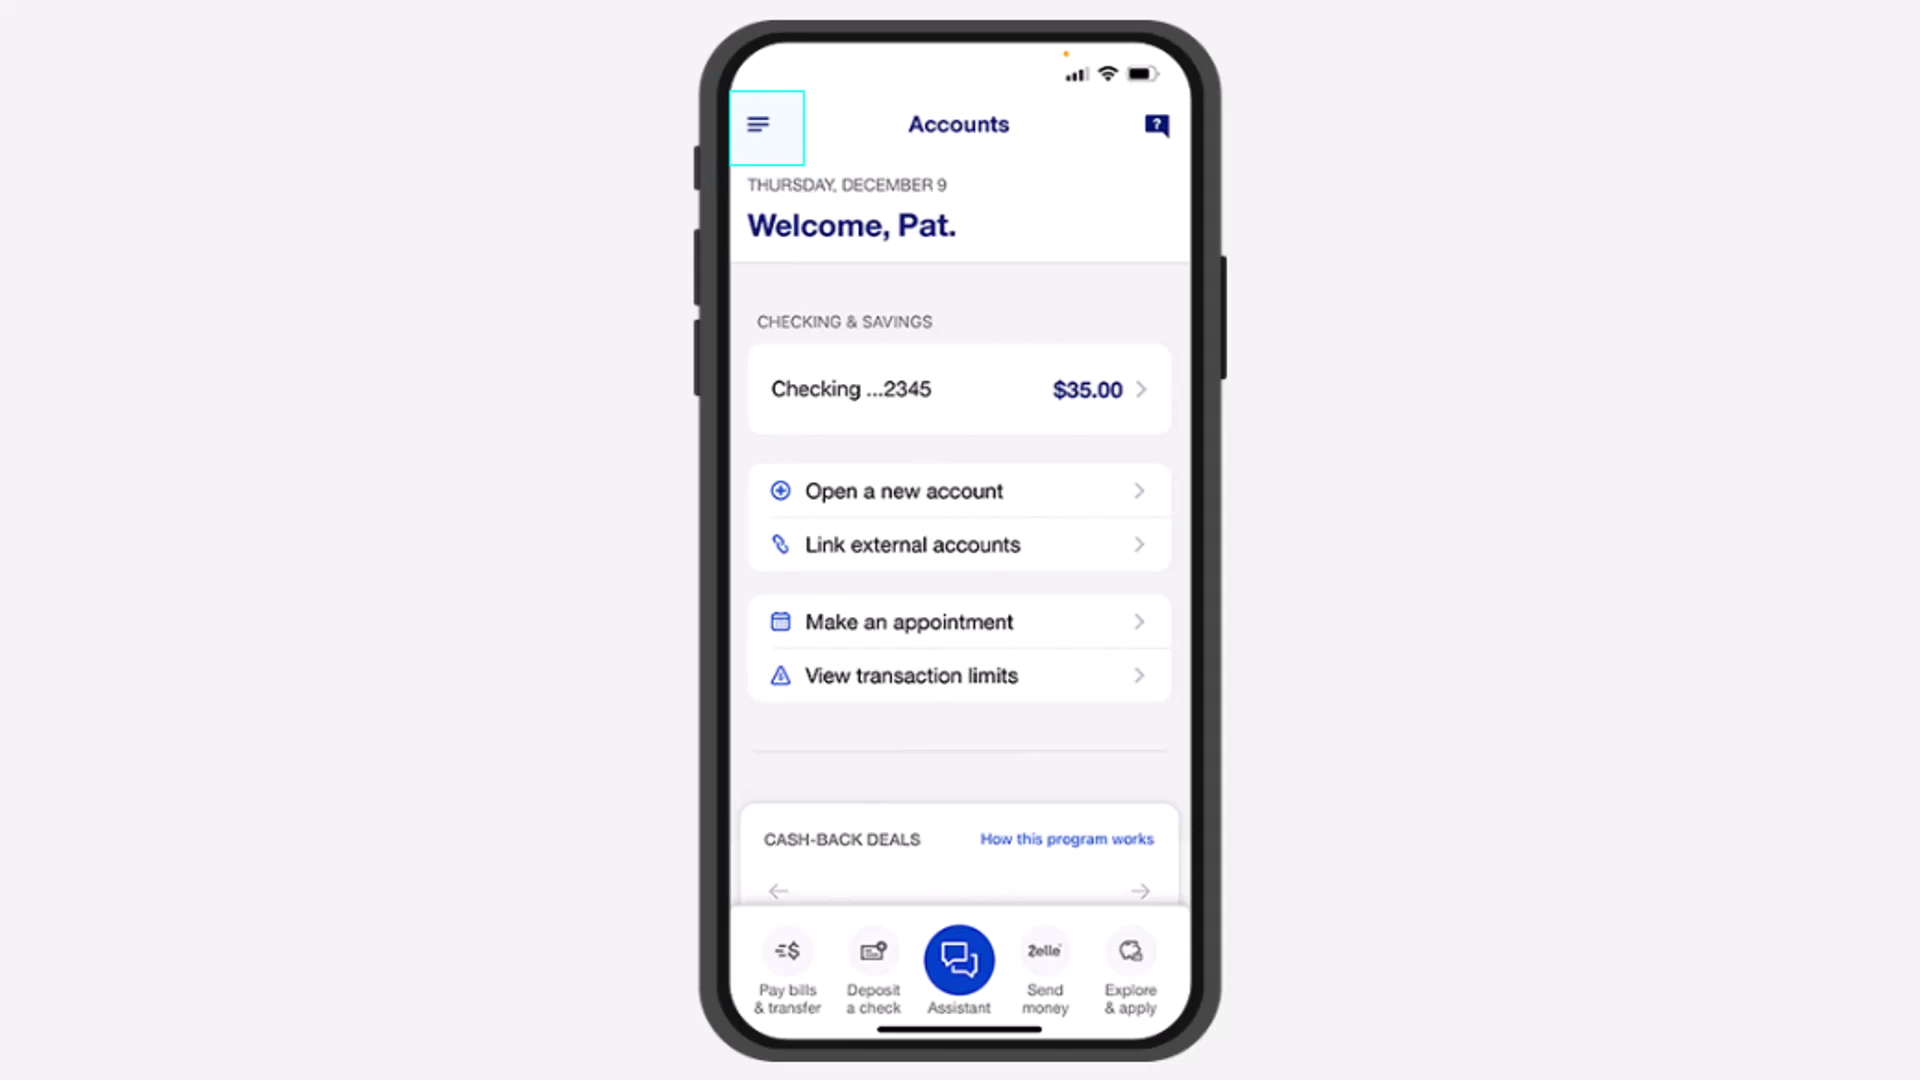 Accounts
?
THURSDAY, DECEMBER 9
Welcome, Pat.
CHECKING & SAVINGS
Checking ...2345 $35.00
Open a new account
Link external accounts
Make an appointment
View transaction limits
CASH-BACK DEALS How this program works
Zelle
Pay bills & transfer
Deposit a check
Assistant
Send money
Explore & apply